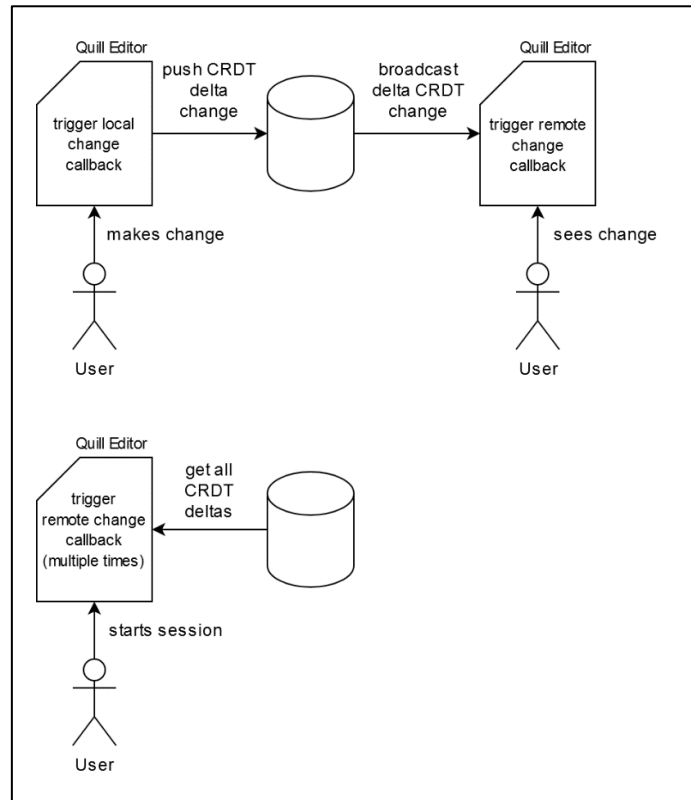 Quill Editor
trigger local
change
callback
push CRDT
delta
change
broadcast
delta CRDT
change
Quill Editor
trigger remote
change
callback
makes change
sees change
User
User
Quill Editor
trigger
remote change
callback
(multiple times)
get all
CRDT
deltas
starts session
User